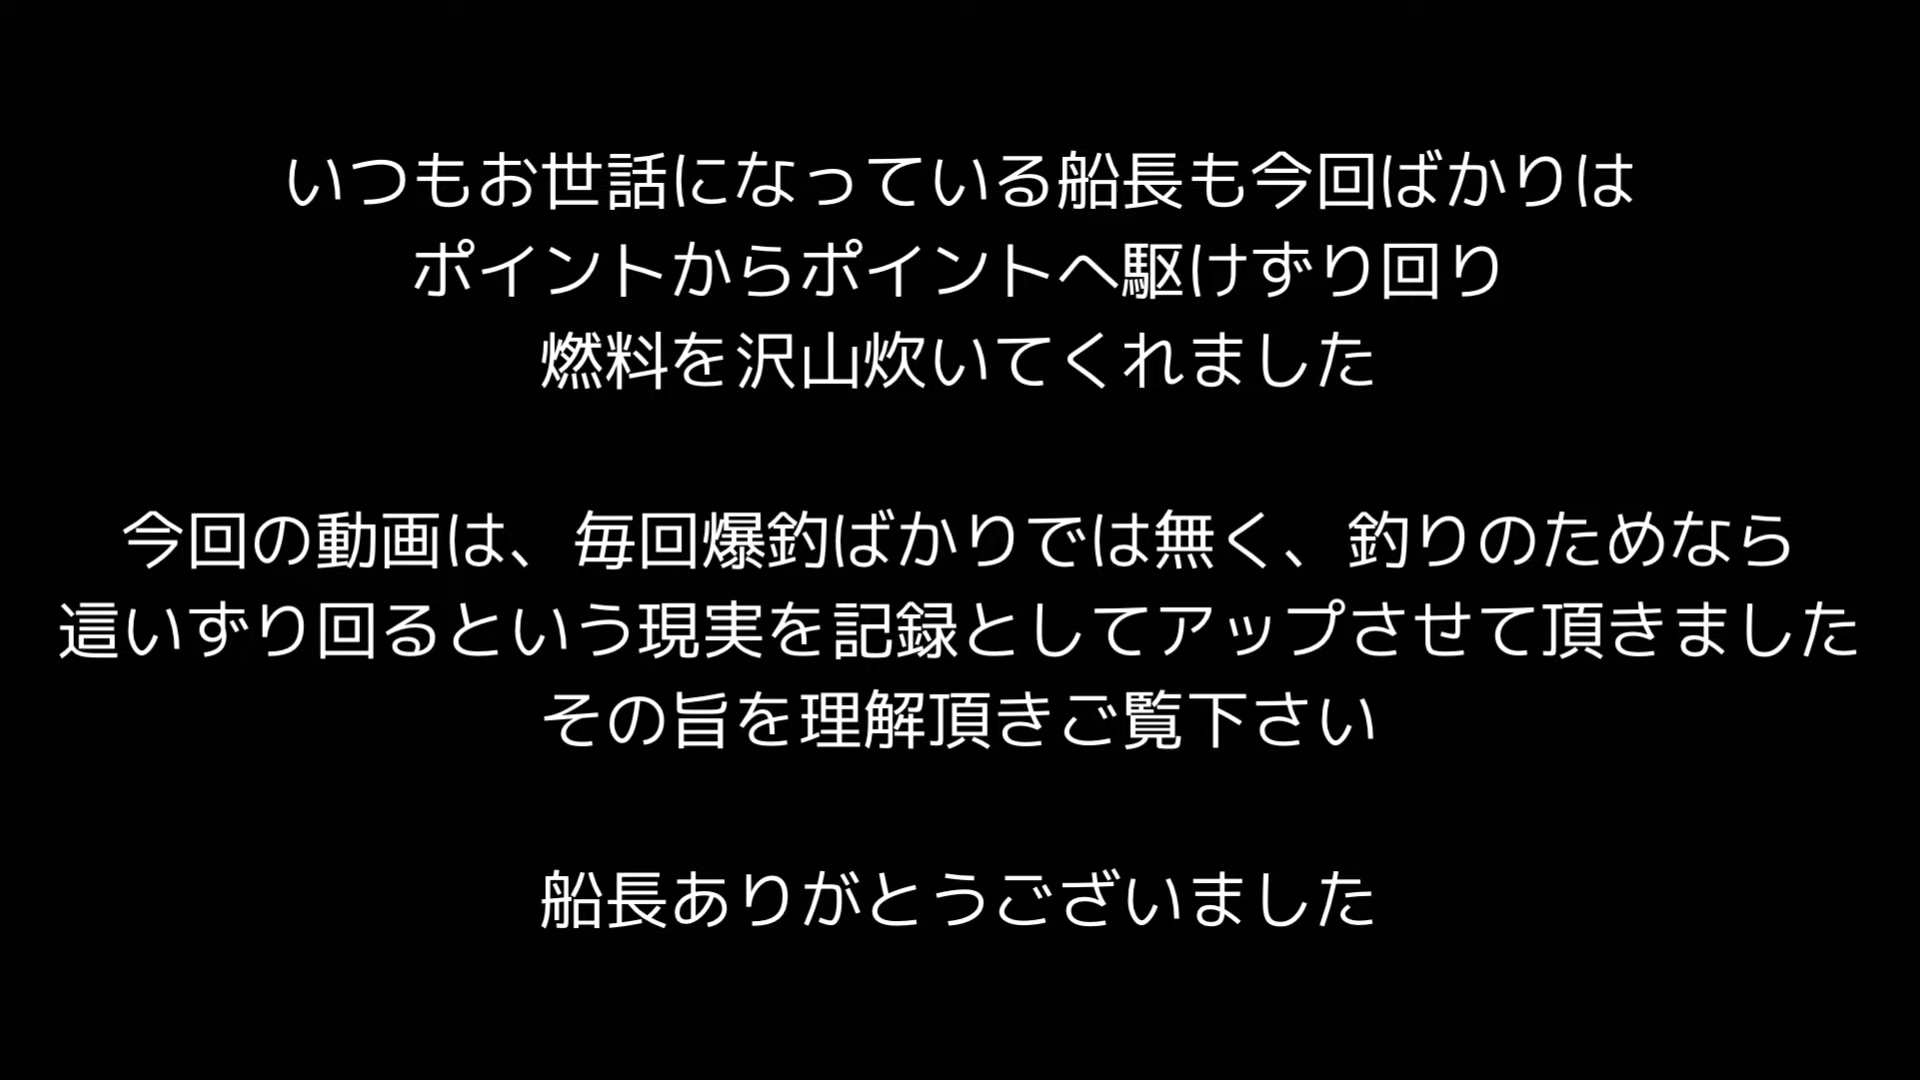 いつもお世話になっている船長も今回ばかりは
ポイントからポイントへ駆けずり回り
燃料を沢山炊いてくれました
今回の動画は、毎回爆釣ばかりでは無く、釣りのためなら
這いずり回るという現実を記録としてアップさせて頂きました
その旨を理解頂きご覧下さい
船長ありがとうございました